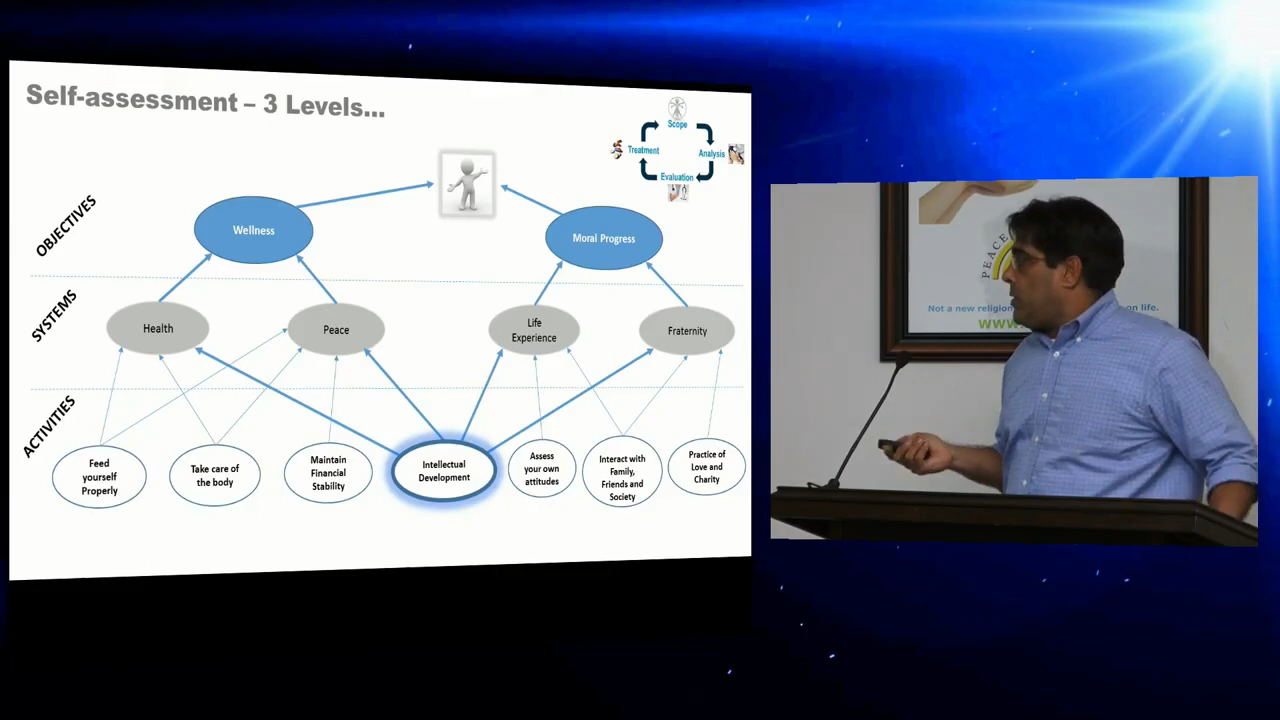 Self-assessment – 3 Levels...
Scope
Treatment
Analysis
Evaluation
OBJECTIVES
Wellness
Moral Progress
SYSTEMS
Health
Peace
Life
Experience
Fraternity
ACTIVITIES
Feed
yourself
Properly
Take care of
the body
Maintain
Financial
Stability
Intellectual
Development
Assess
your own
attitudes
Interact with
Family,
Friends and
Society
Practice of
Love and
Charity
PEACE
Not a new religion
on life.
www.